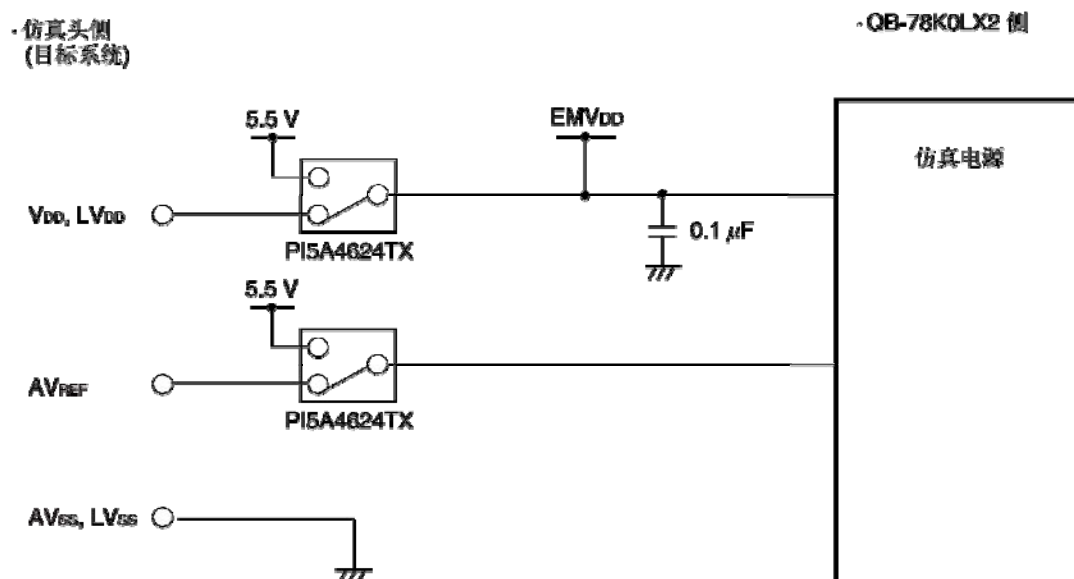 ·仿真头侧
(目标系统)
·QB-78K0LX2 侧
5.5 V
EMVDD
仿真电源
VDD, LVDD
PI5A4624TX
0.1 μF
5.5 V
AVREF
PI5A4624TX
AVSS, LVSS